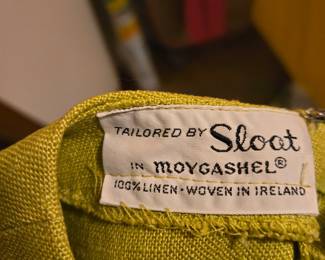 TAILORED BY Sloat
IN MOYGASHEL®
100% LINEN • WOVEN IN IRELAND